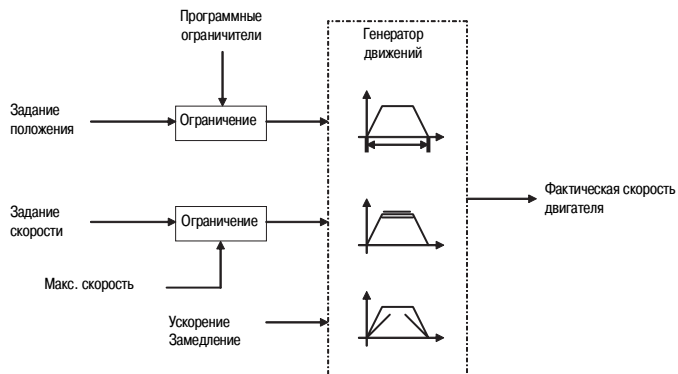 Программные
ограничители
Генератор
движений
Задание
положения
Ограничение
Задание
скорости
Ограничение
Фактическая скорость
двигателя
Макс. скорость
Ускорение
Замедление